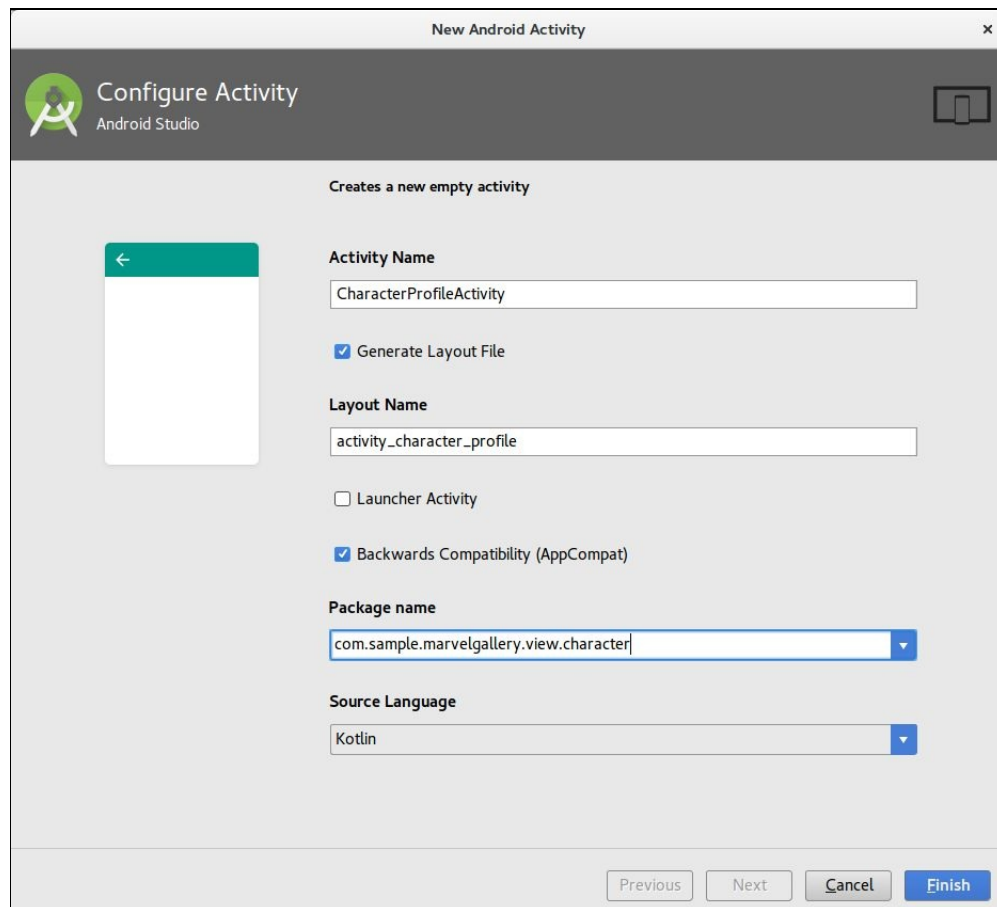 New Android Activity
Configure Activity
Android Studio
Creates a new empty activity
Activity Name
CharacterProfileActivity
Generate Layout File
Layout Name
activity_character_profile
Launcher Activity
Backwards Compatibility (AppCompat)
Package name
com.sample.marvelgallery.view.character
Source Language
Kotlin
Previous Next Cancel Finish